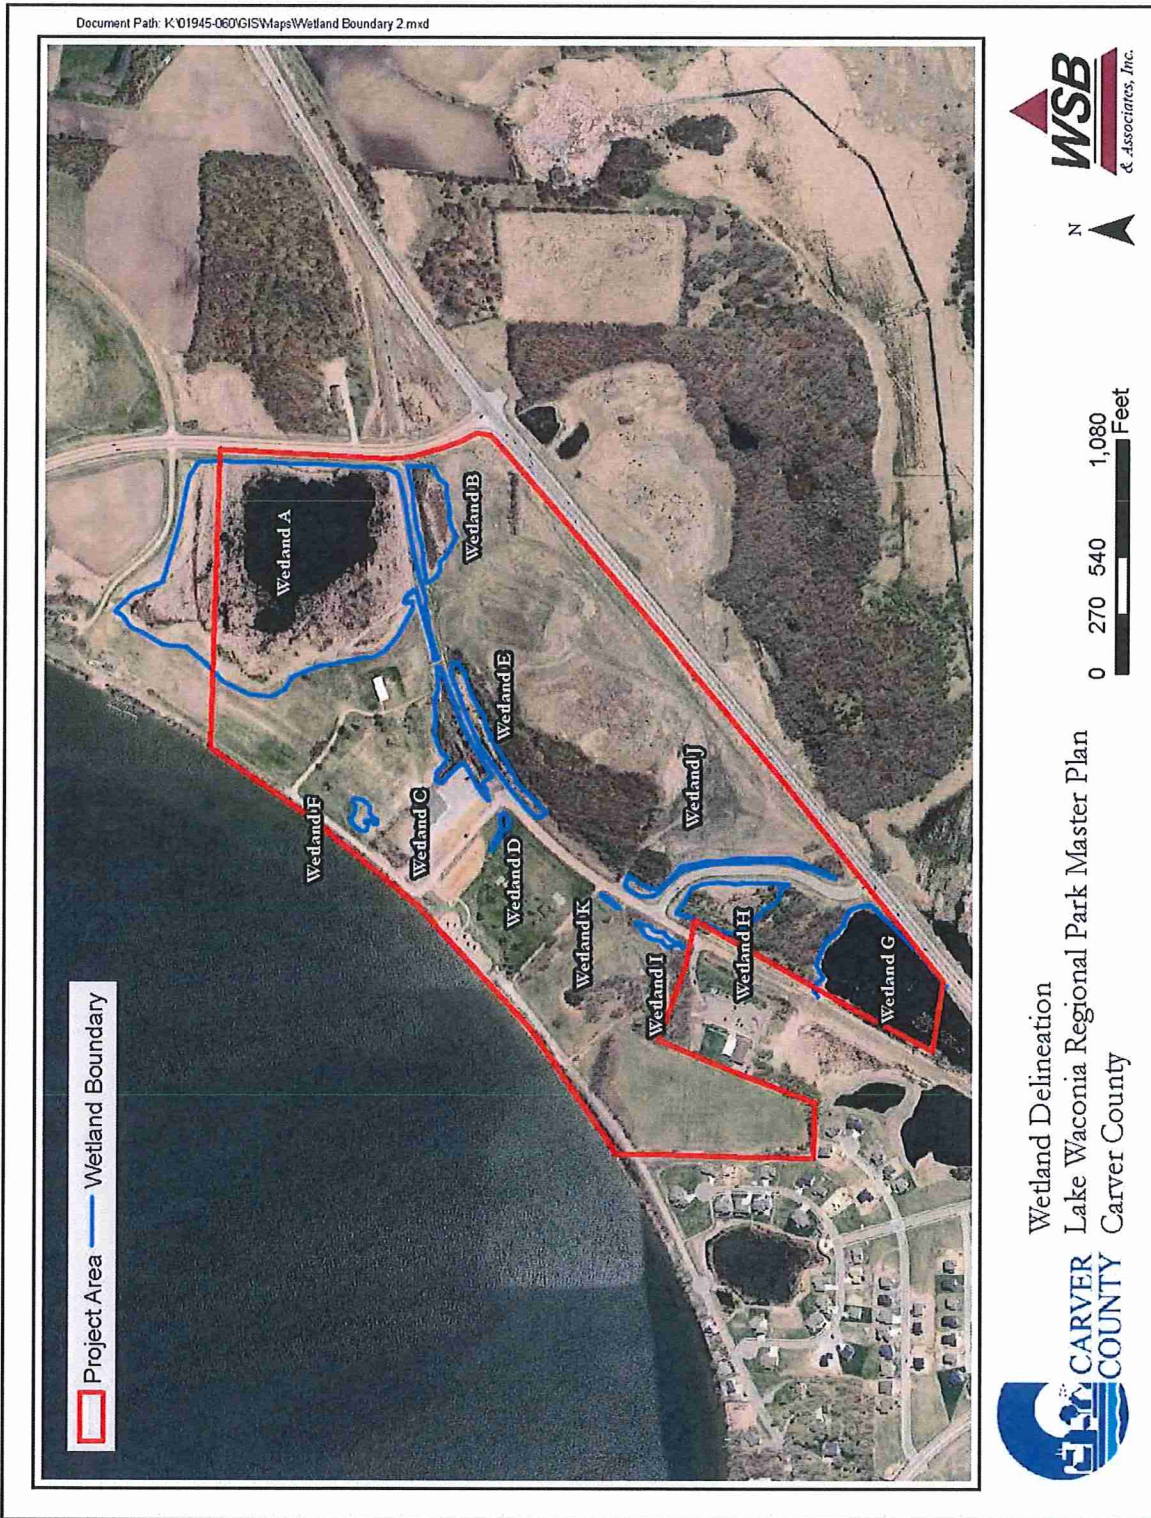 Document Path: K:\01945-060\GIS\Maps\Wetland Boundary 2.mxd
Project Area
Wetland Boundary
Wetland A
Wetland B
Wetland F
Wetland C
Wetland E
Wetland D
Wetland K
Wetland J
Wetland I
Wetland H
Wetland G
CARVER
COUNTY
Wetland Delineation
Lake Waconia Regional Park Master Plan
Carver County
0 270 540 1,080
Feet
N
WSB
& Associates, Inc.